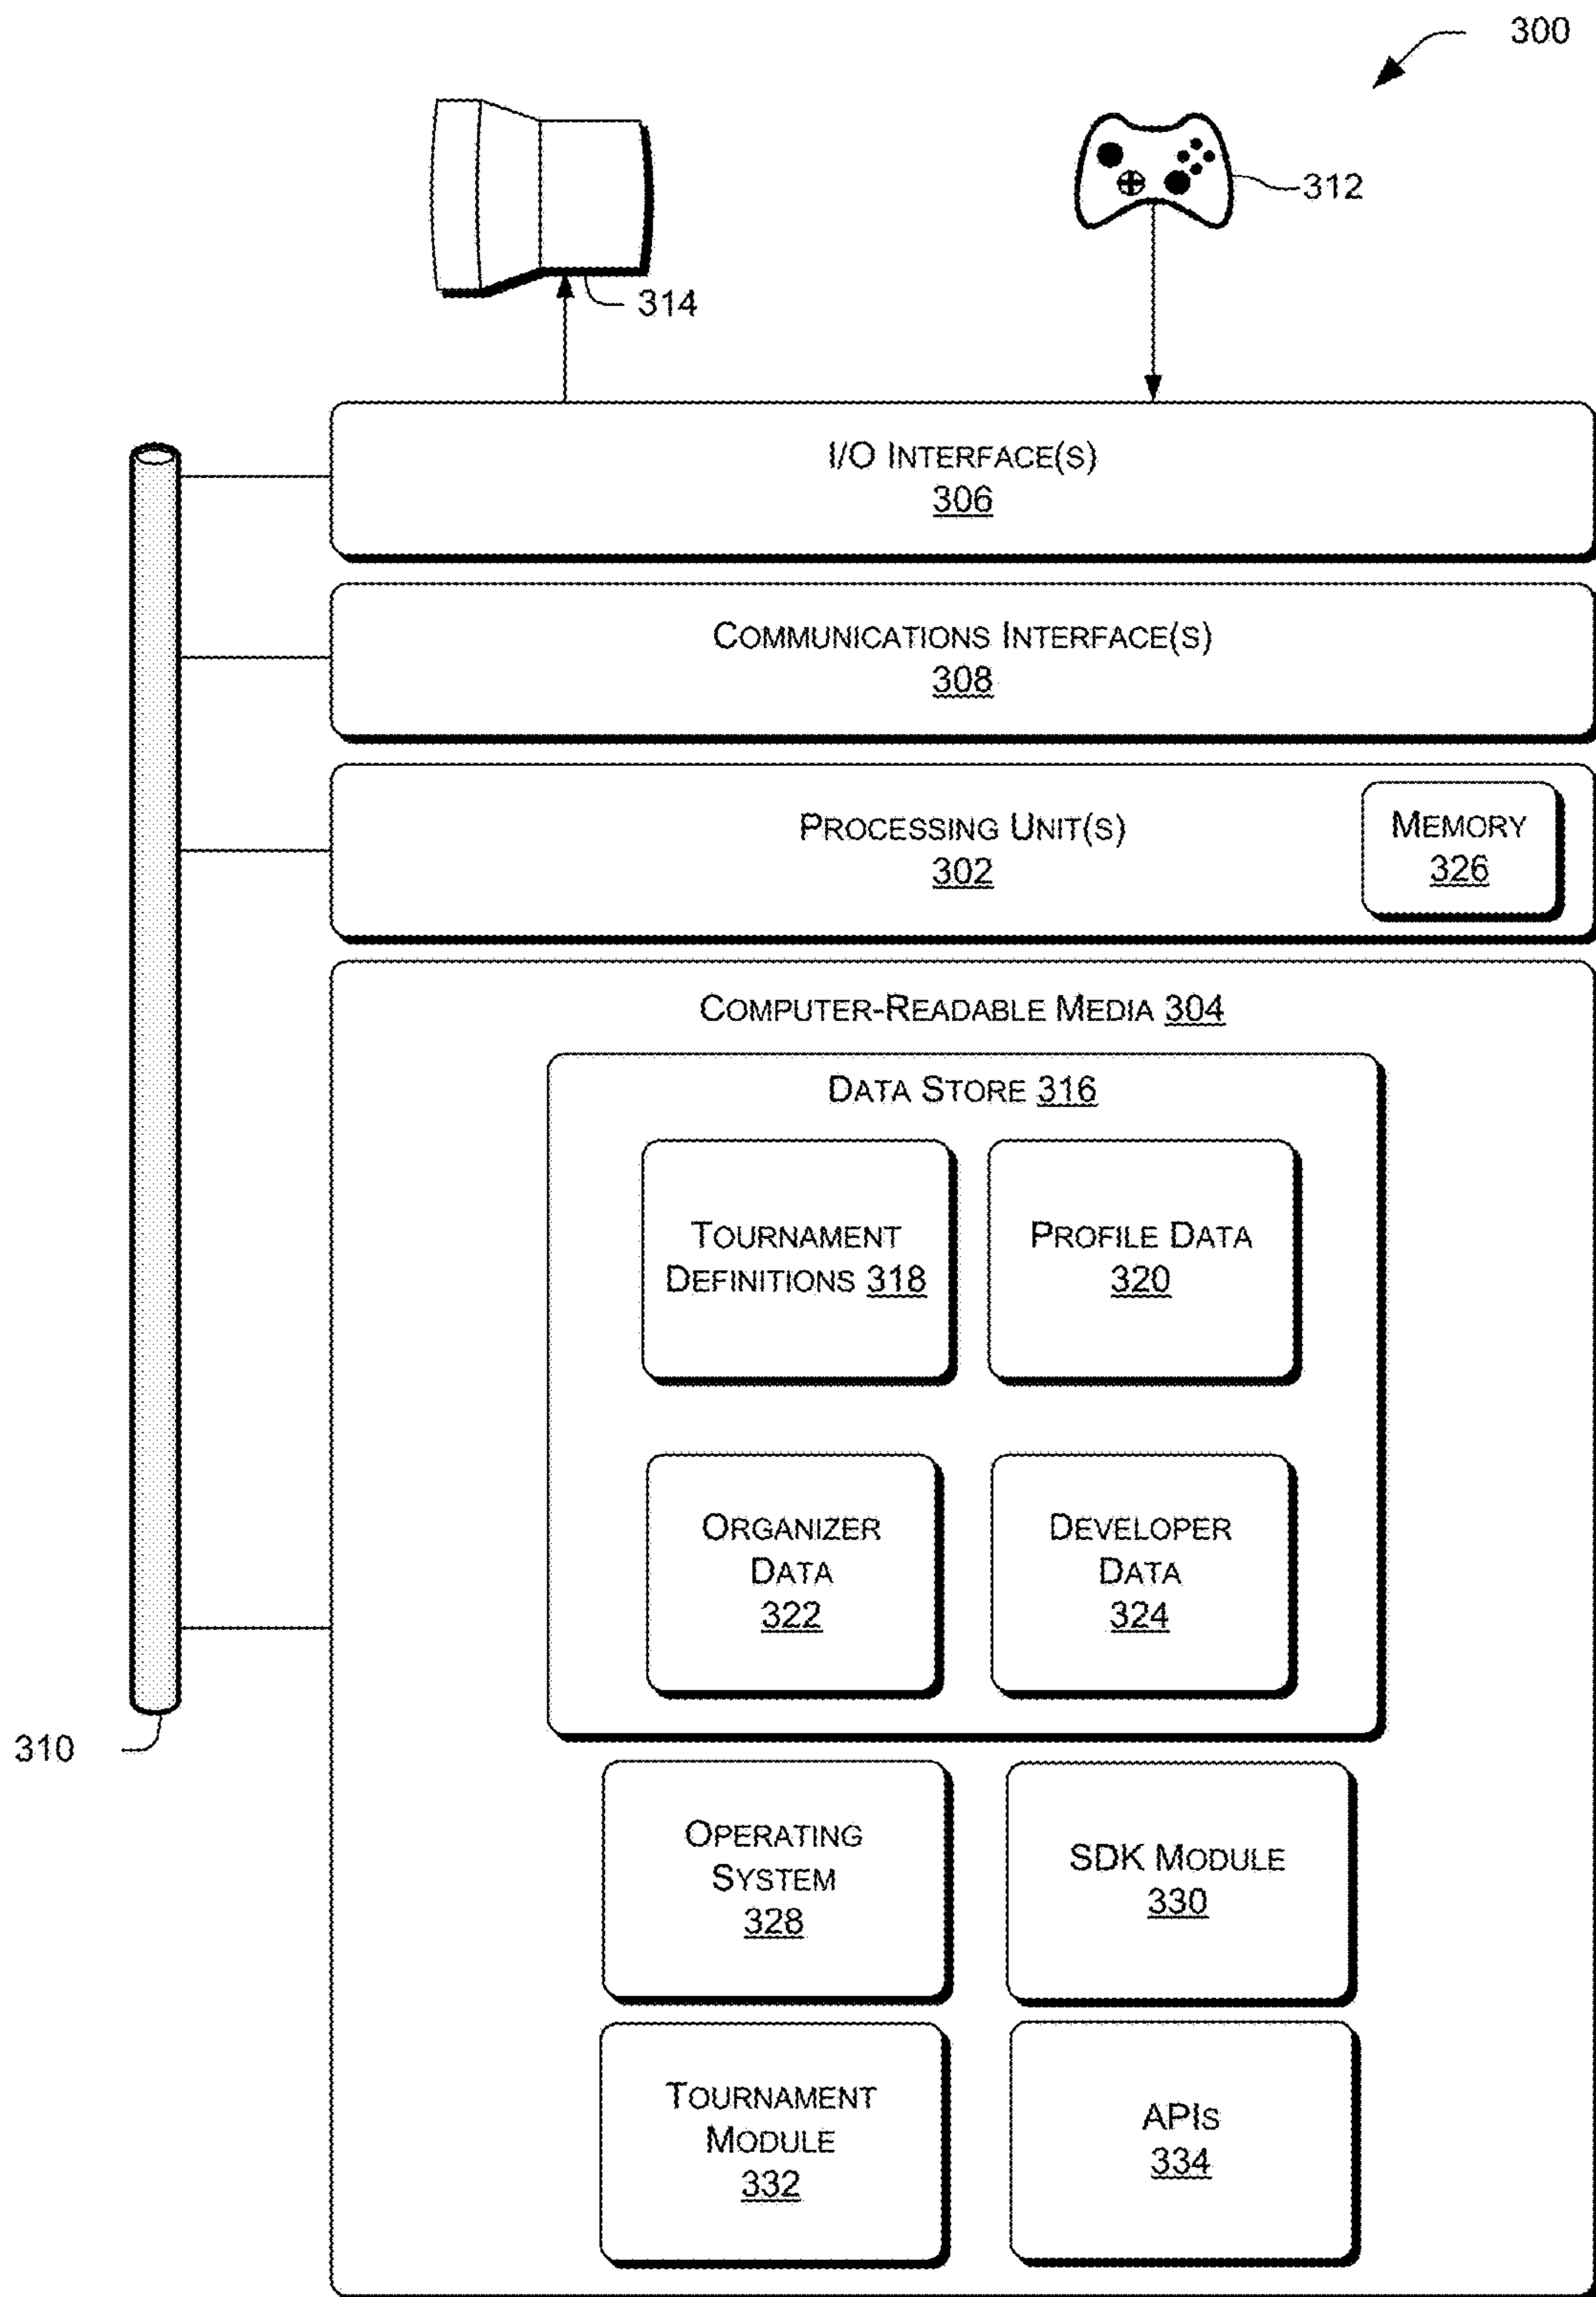 300
312
314
I/O INTERFACE(S)
306
COMMUNICATIONS INTERFACE(S)
308
PROCESSING UNIT(S)
302
MEMORY
326
COMPUTER-READABLE MEDIA 304
DATA STORE 316
TOURNAMENT
DEFINITIONS 318
PROFILE DATA
320
ORGANIZER
DATA
322
DEVELOPER
DATA
324
310
OPERATING
SYSTEM
328
SDK MODULE
330
TOURNAMENT
MODULE
332
APIS
334